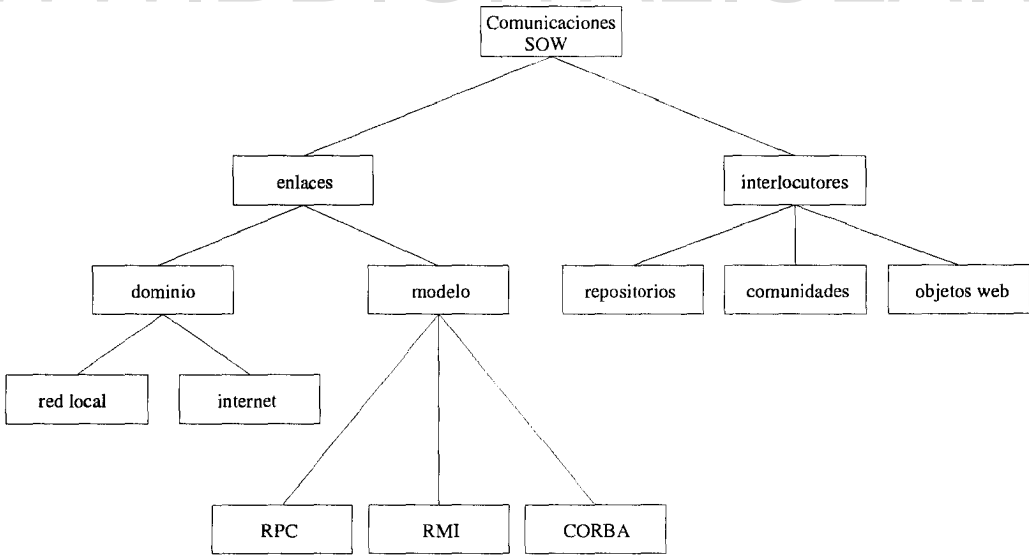 Comunicaciones
SOW
enlaces
interlocutores
dominio
modelo
repositorios
comunidades
objetos web
red local
internet
RPC
RMI
CORBA